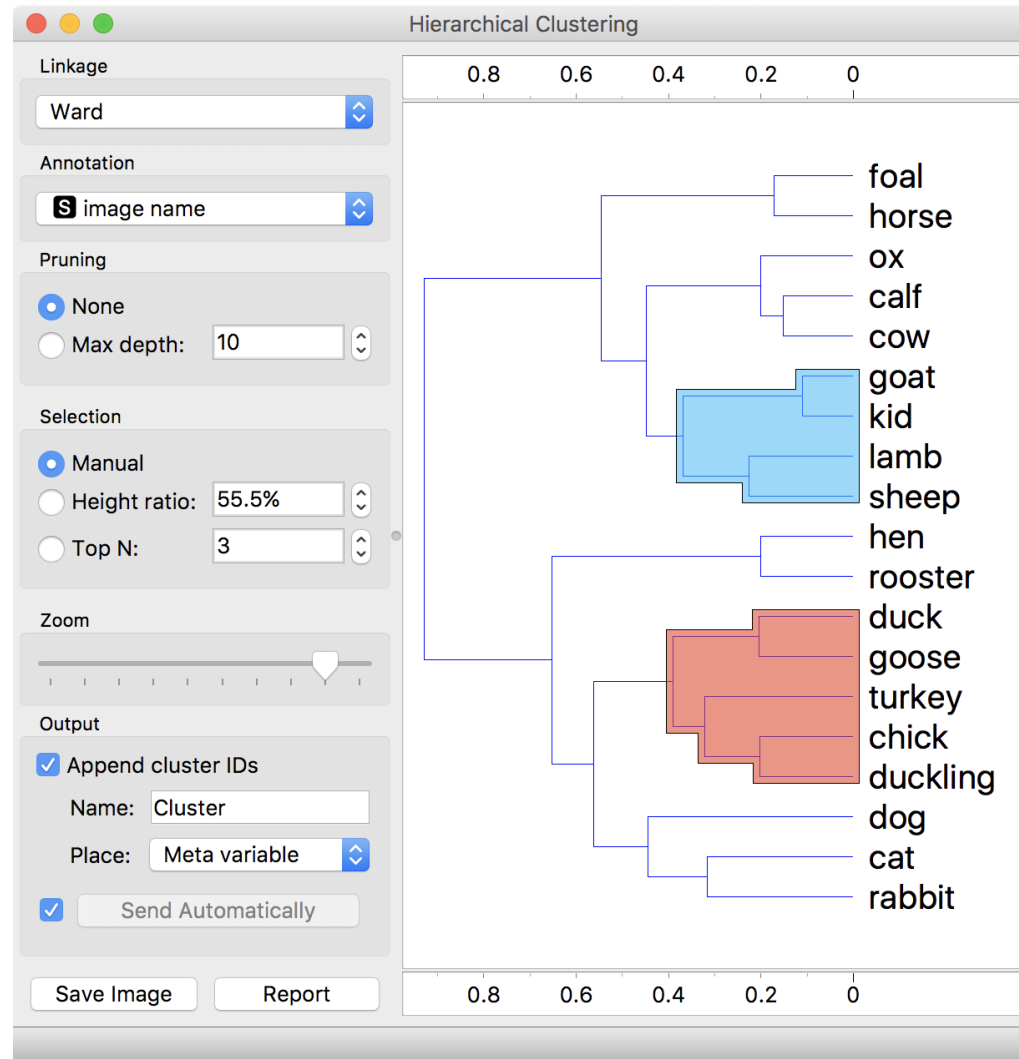 Hierarchical Clustering
Linkage
Ward
Annotation
S image name
Pruning
None
Max depth: 10
Selection
Manual
Height ratio: 55.5%
Top N: 3
Zoom
Output
Append cluster IDs
Name: Cluster
Place: Meta variable
Send Automatically
Save Image Report
0.8 0.6 0.4 0.2 0
foal
horse
ox
calf
cow
goat
kid
lamb
sheep
hen
rooster
duck
goose
turkey
chick
duckling
dog
cat
rabbit
0.8 0.6 0.4 0.2 0